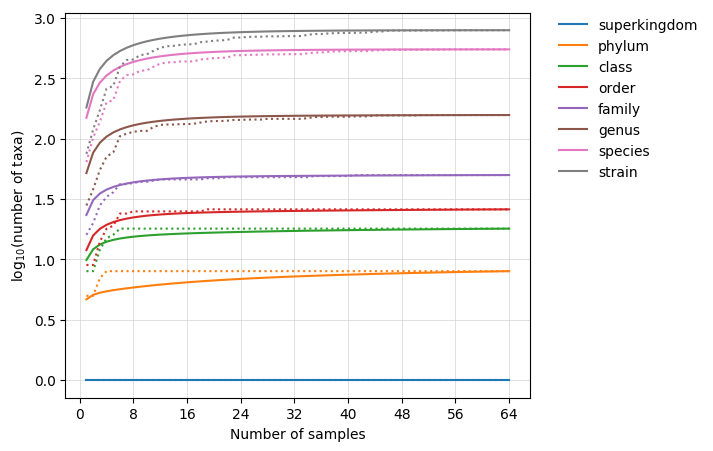 3.0
2.5
2.0
1.5
1.0
0.5
0.0
log10(number of taxa)
0 8 16 24 32 40 48 56 64
Number of samples
superkingdom
phylum
class
order
family
genus
species
strain